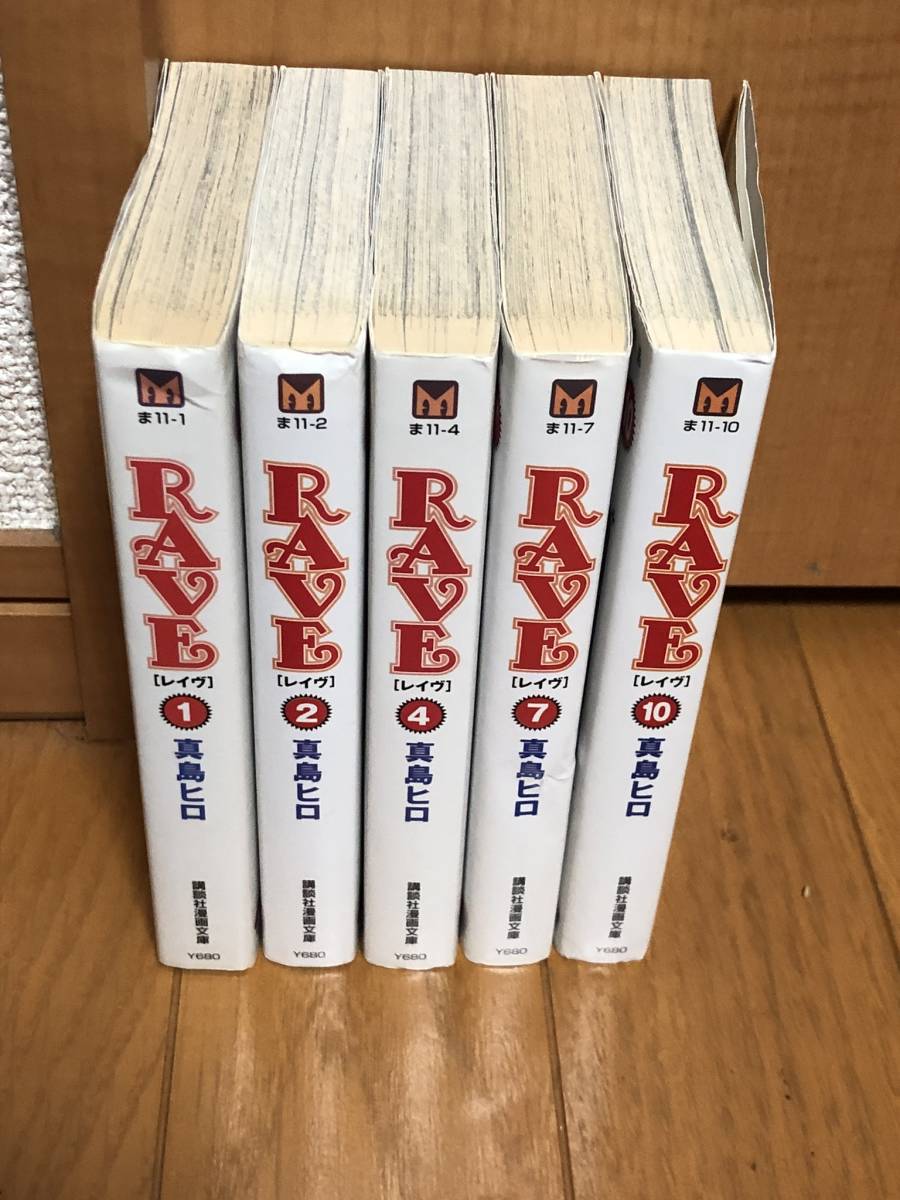 ま11-1
RAVE
[レイヴ]
1
真島ヒロ
講談社漫画文庫
Y680
ま11-2
RAVE
[レイヴ]
2
真島ヒロ
講談社漫画文庫
Y680
ま11-4
RAVE
[レイヴ]
4
真島ヒロ
講談社漫画文庫
Y680
ま11-7
RAVE
[レイヴ]
7
真島ヒロ
講談社漫画文庫
Y680
ま11-10
RAVE
[レイヴ]
10
真島ヒロ
講談社漫画文庫
Y680